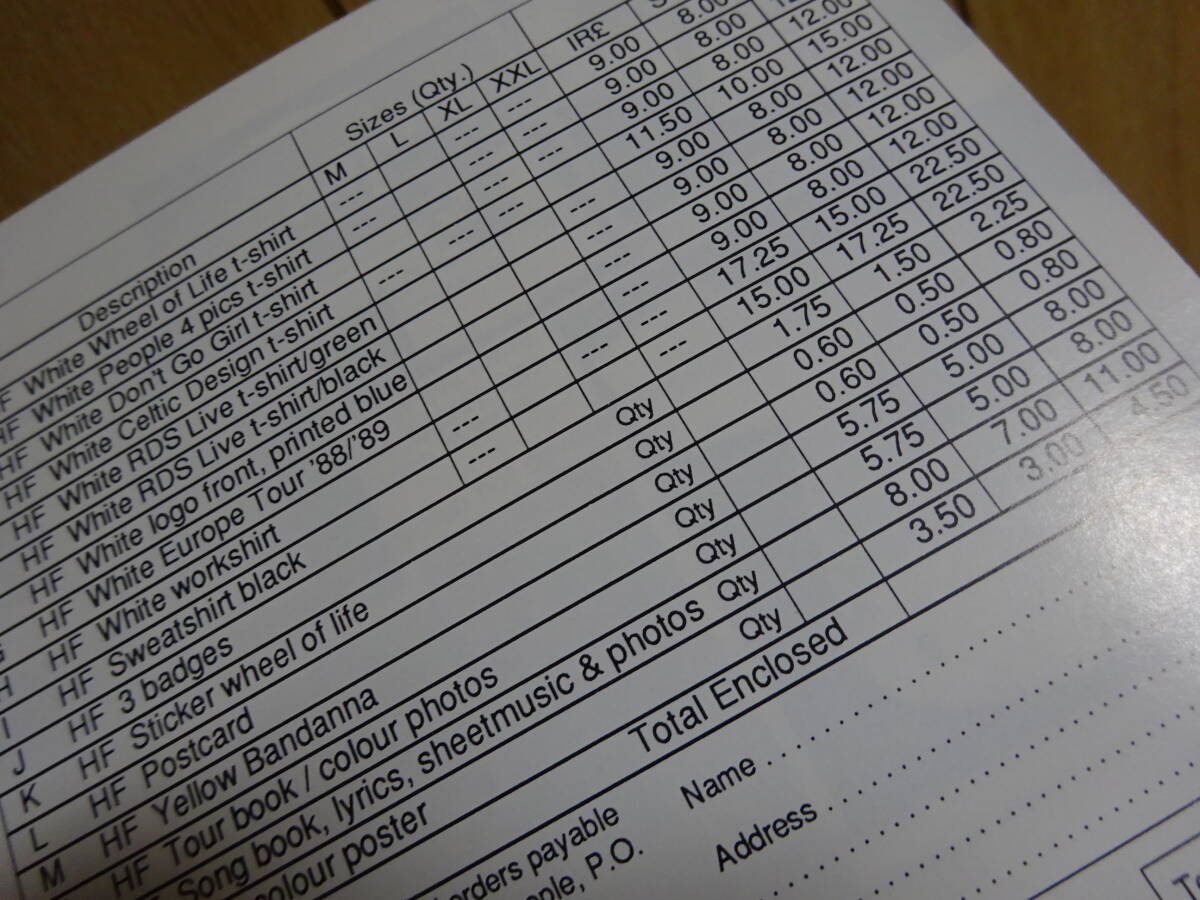 Sizes (Qty.)
Description M L XL XXL IR£
HF White Wheel of Life t-shirt --- --- --- 9.00 8.00
HF White People 4 pics t-shirt --- --- 9.00 8.00
HF White Don't Go Girl t-shirt --- --- 9.00 8.00 12.00
HF White Celtic Design t-shirt --- --- 11.50 10.00 15.00
HF White RDS Live t-shirt/green --- 9.00 8.00 12.00
HF White RDS Live t-shirt/black --- 9.00 8.00 12.00
HF White logo front, printed blue 9.00 8.00 12.00
HF White Europe Tour '88/'89 --- 9.00 8.00 12.00
H HF White workshirt --- --- --- 17.25 15.00 22.50
I HF Sweatshirt black --- --- 15.00 17.25 22.50
J HF 3 badges Qty 1.75 1.50 2.25
K HF Sticker wheel of life Qty 0.60 0.50 0.80
L HF Postcard Qty 0.60 0.50 0.80
M HF Yellow Bandanna Qty 5.75 5.00 8.00
HF Tour book / colour photos Qty 5.75 5.00 8.00
Song book, lyrics, sheetmusic & photos Qty 8.00 7.00 11.00
colour poster Qty 3.50 3.00 4.50
Total Enclosed
orders payable
ople, P.O.
Name
Address